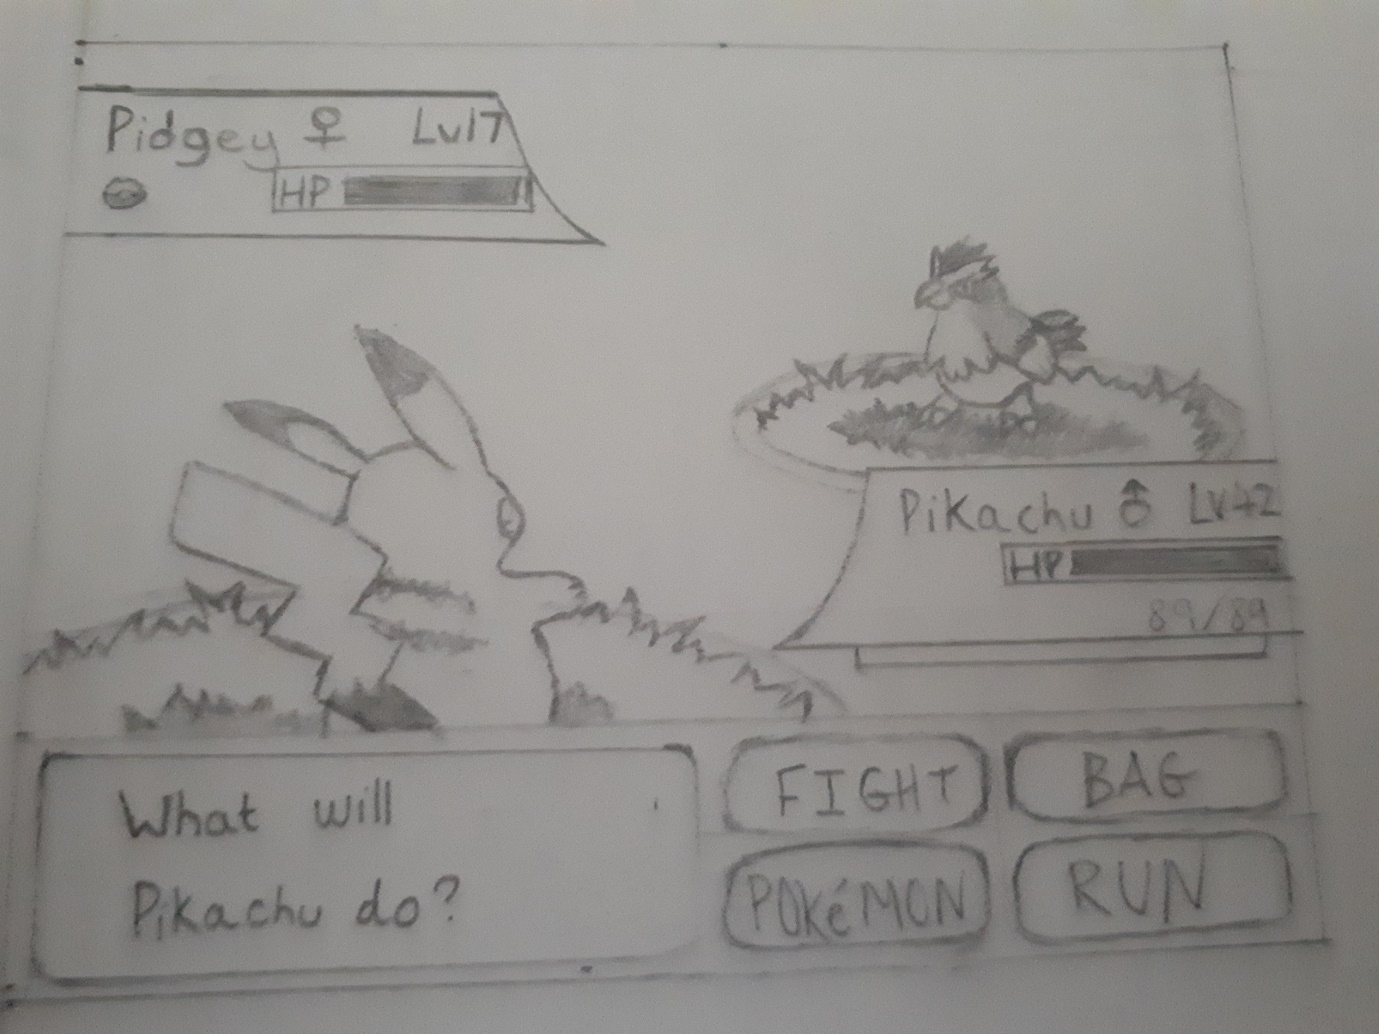 Pidgey ♀ Lv17
HP
Pikachu ♂ Lv42
HP
89/89
What will
Pikachu do?
FIGHT
BAG
POKéMON
RUN